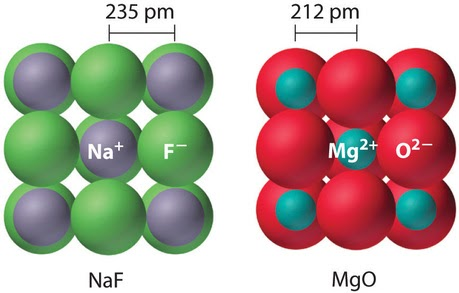 235 pm
212 pm
Na⁺
F⁻
Mg²⁺
O²⁻
NaF
MgO